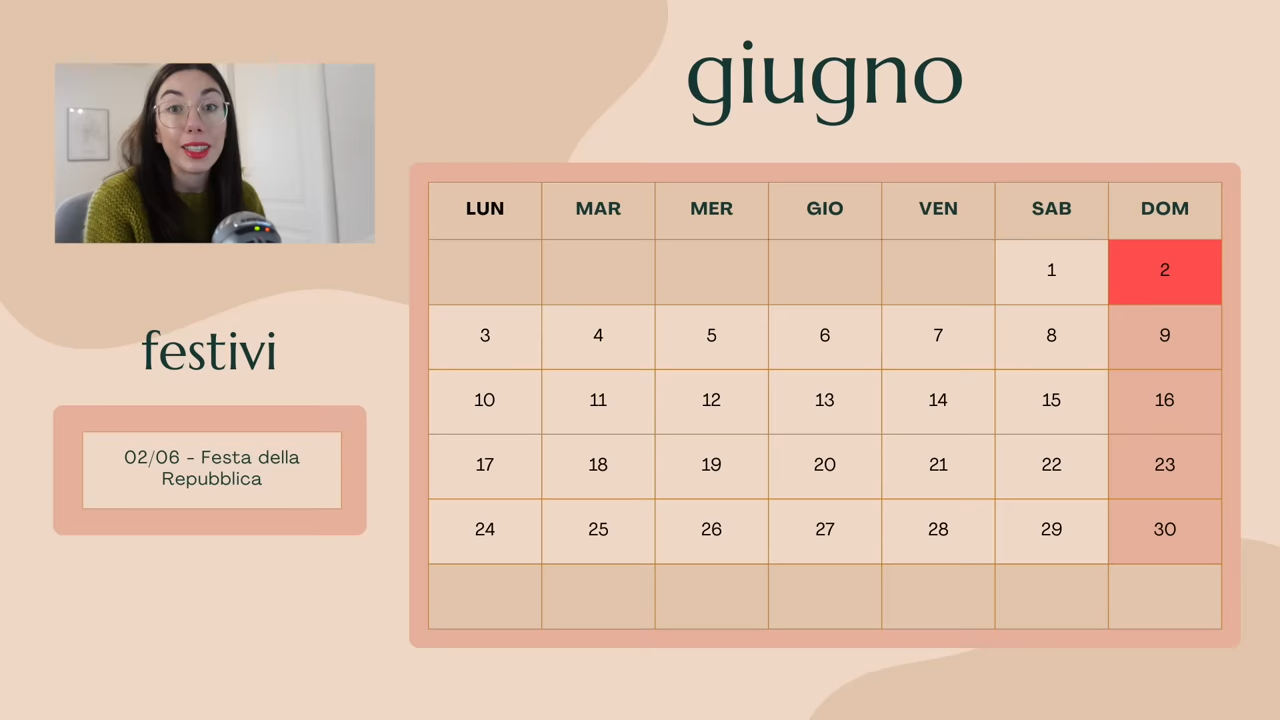 giugno
LUN MAR MER GIO VEN SAB DOM
1 2
3 4 5 6 7 8 9
10 11 12 13 14 15 16
17 18 19 20 21 22 23
24 25 26 27 28 29 30
festivi
02/06 - Festa della
Repubblica